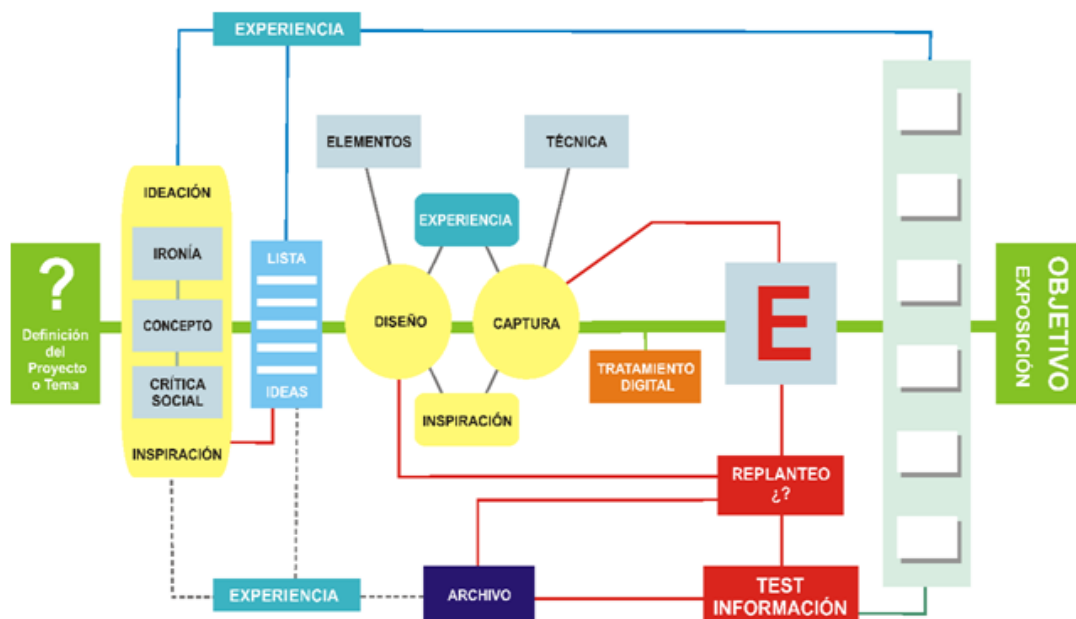 EXPERIENCIA
ELEMENTOS
TÉCNICA
IDEACIÓN
IRONÍA
CONCEPTO
CRÍTICA
SOCIAL
INSPIRACIÓN
?
Definición
del
Proyecto
o Tema
LISTA
IDEAS
EXPERIENCIA
DISEÑO
CAPTURA
INSPIRACIÓN
TRATAMIENTO
DIGITAL
E
OBJETIVO
EXPOSICIÓN
REPLANTEO
¿?
EXPERIENCIA
ARCHIVO
TEST
INFORMACIÓN